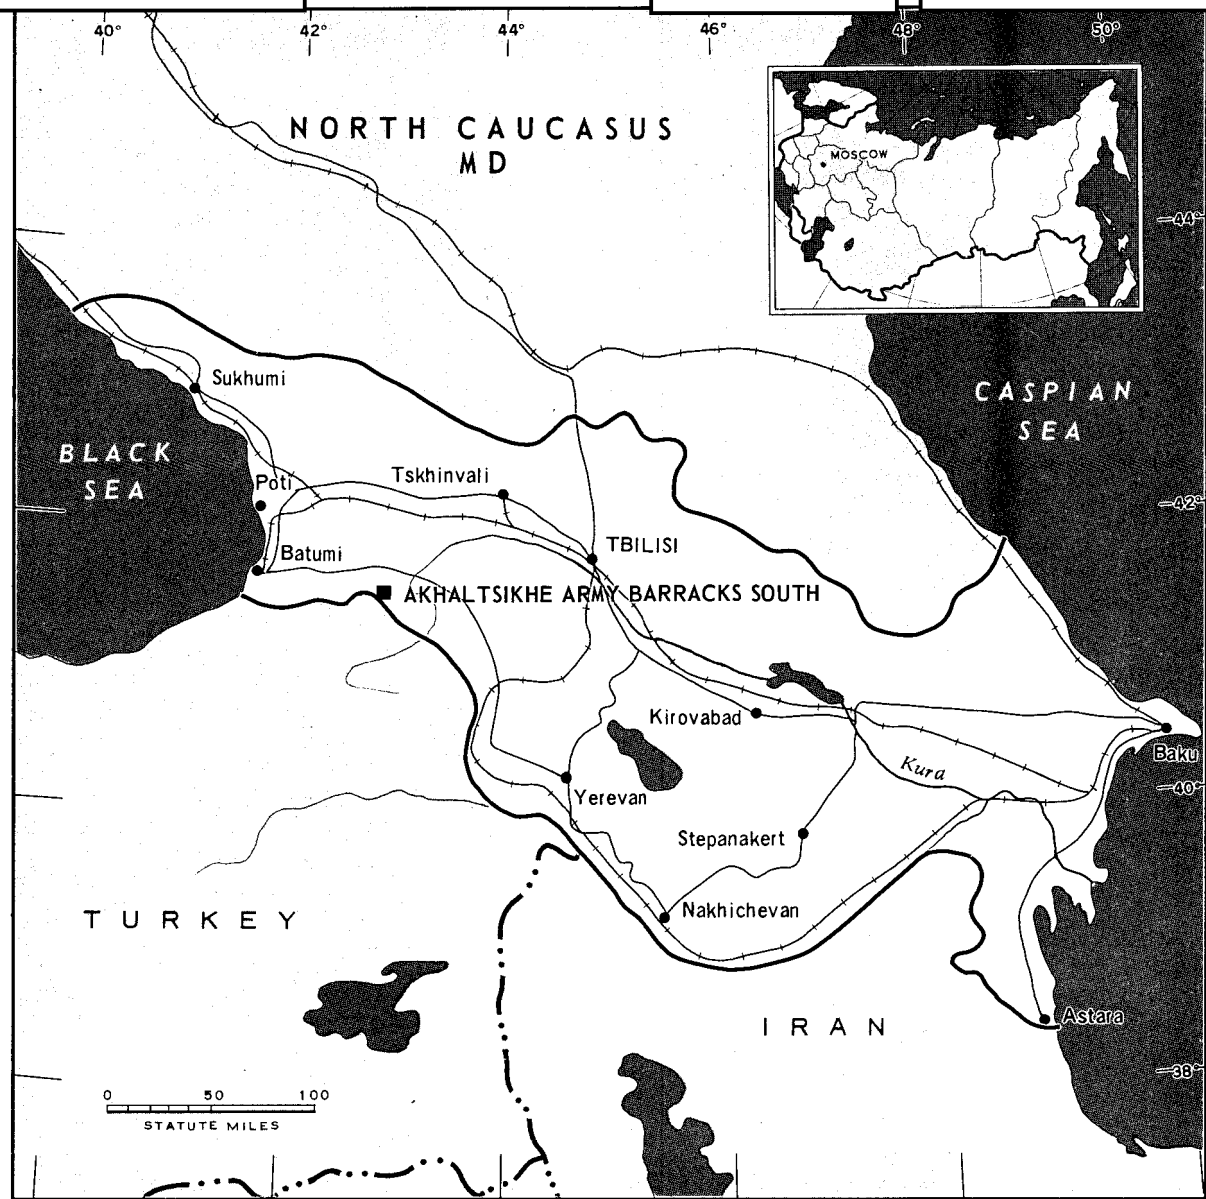 40° 42° 44° 46° 48° 50°
NORTH CAUCASUS
MD
MOSCOW
44°
CASPIAN
SEA
Sukhumi
BLACK
SEA
Tskhinvali
Poti
42°
TBILISI
Batumi
AKHALTSIKHE ARMY BARRACKS SOUTH
Kirovabad
Baku
Kura
40°
Yerevan
Stepanakert
Nakhichevan
TURKEY
IRAN
Astara
38°
0 50 100
STATUTE MILES